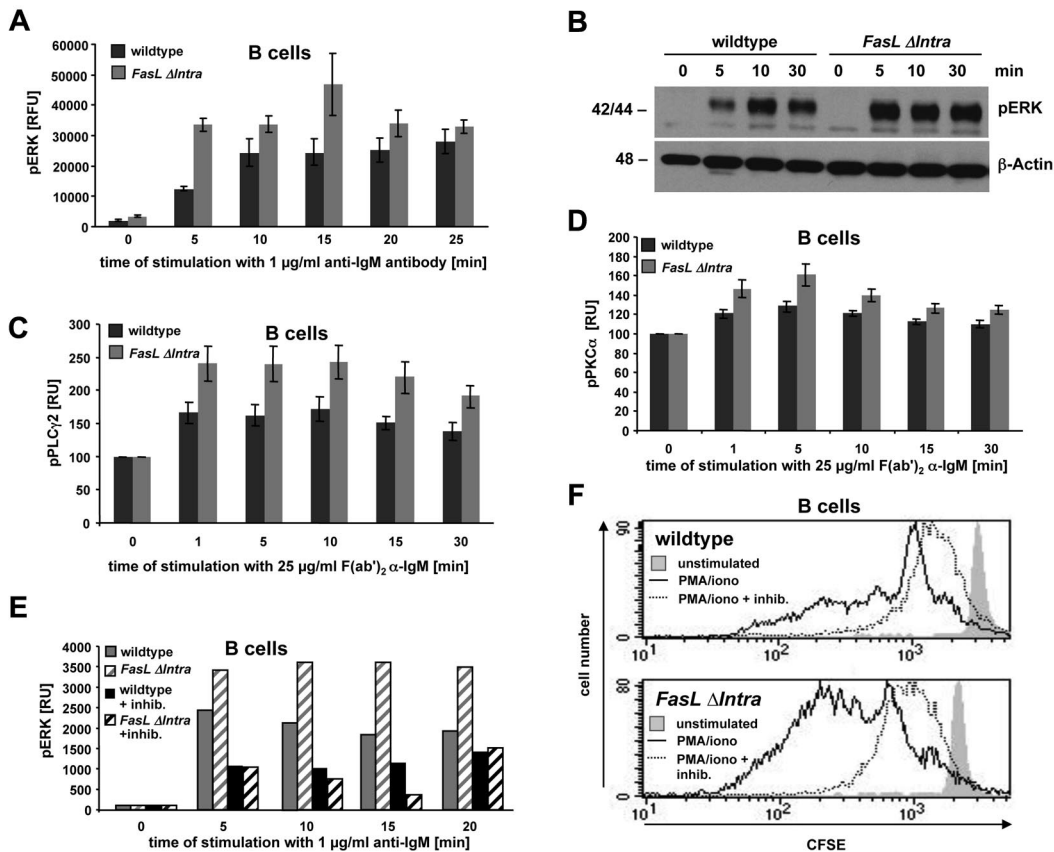 A
B cells
wildtype
FasL ΔIntra
pERK [RFU]
60000
50000
40000
30000
20000
10000
0
0 5 10 15 20 25
time of stimulation with 1 µg/ml anti-IgM antibody [min]
B
wildtype FasL ΔIntra
0 5 10 30 0 5 10 30 min
42/44 – pERK
48 – β-Actin
C
B cells
wildtype
FasL ΔIntra
pPLCγ2 [RU]
300
250
200
150
100
50
0
0 1 5 10 15 30
time of stimulation with 25 µg/ml F(ab')₂ α-IgM [min]
D
B cells
wildtype
FasL ΔIntra
pPKCα [RU]
200
180
160
140
120
100
80
60
40
20
0
0 1 5 10 15 30
time of stimulation with 25 µg/ml F(ab')₂ α-IgM [min]
E
B cells
wildtype
FasL ΔIntra
wildtype
+ inhib.
FasL ΔIntra
+inhib.
pERK [RU]
4000
3500
3000
2500
2000
1500
1000
500
0
0 5 10 15 20
time of stimulation with 1 µg/ml anti-IgM [min]
F
B cells
cell number
90
0
wildtype
unstimulated
PMA/iono
PMA/iono + inhib.
10¹ 10² 10³
80
0
FasL ΔIntra
unstimulated
PMA/iono
PMA/iono +
inhib.
10¹ 10² 10³
CFSE